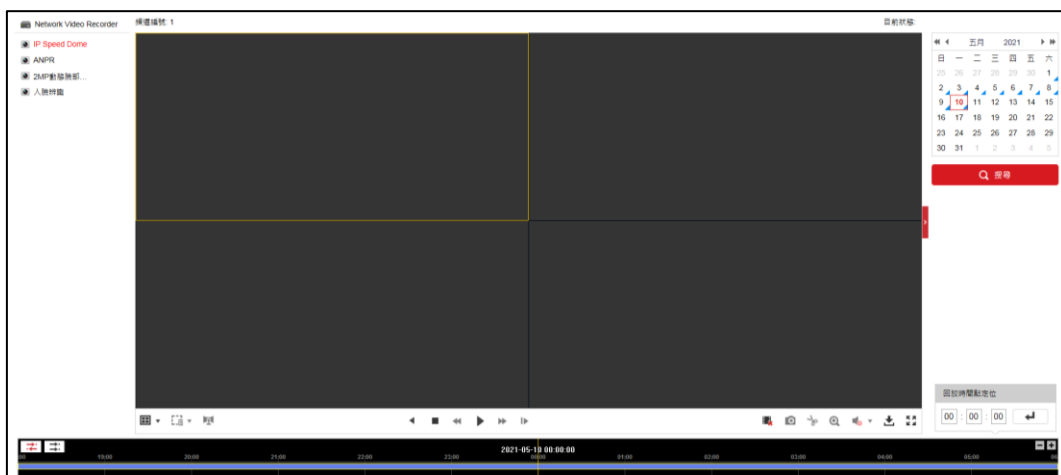 Network Video Recorder
頻道編號: 1
目前狀態:
IP Speed Dome
ANPR
2MP動態臉部...
人臉辨識
五月 2021
日 一 二 三 四 五 六
25 26 27 28 29 30 1
2 3 4 5 6 7 8
9 10 11 12 13 14 15
16 17 18 19 20 21 22
23 24 25 26 27 28 29
30 31 1 2 3 4 5
搜尋
回放時間點定位
00 : 00 : 00
2021-05-10 00:00:00
19:00 20:00 21:00 22:00 23:00 00:00 01:00 02:00 03:00 04:00 05:00